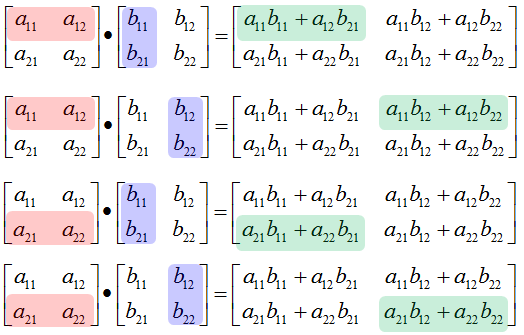 [a₁₁ a₁₂] • [b₁₁ b₁₂] = [a₁₁b₁₁ + a₁₂b₂₁ a₁₁b₁₂ + a₁₂b₂₂]
[a₂₁ a₂₂] [b₂₁ b₂₂] [a₂₁b₁₁ + a₂₂b₂₁ a₂₁b₁₂ + a₂₂b₂₂]
[a₁₁ a₁₂] • [b₁₁ b₁₂] = [a₁₁b₁₁ + a₁₂b₂₁ a₁₁b₁₂ + a₁₂b₂₂]
[a₂₁ a₂₂] [b₂₁ b₂₂] [a₂₁b₁₁ + a₂₂b₂₁ a₂₁b₁₂ + a₂₂b₂₂]
[a₁₁ a₁₂] • [b₁₁ b₁₂] = [a₁₁b₁₁ + a₁₂b₂₁ a₁₁b₁₂ + a₁₂b₂₂]
[a₂₁ a₂₂] [b₂₁ b₂₂] [a₂₁b₁₁ + a₂₂b₂₁ a₂₁b₁₂ + a₂₂b₂₂]
[a₁₁ a₁₂] • [b₁₁ b₁₂] = [a₁₁b₁₁ + a₁₂b₂₁ a₁₁b₁₂ + a₁₂b₂₂]
[a₂₁ a₂₂] [b₂₁ b₂₂] [a₂₁b₁₁ + a₂₂b₂₁ a₂₁b₁₂ + a₂₂b₂₂]